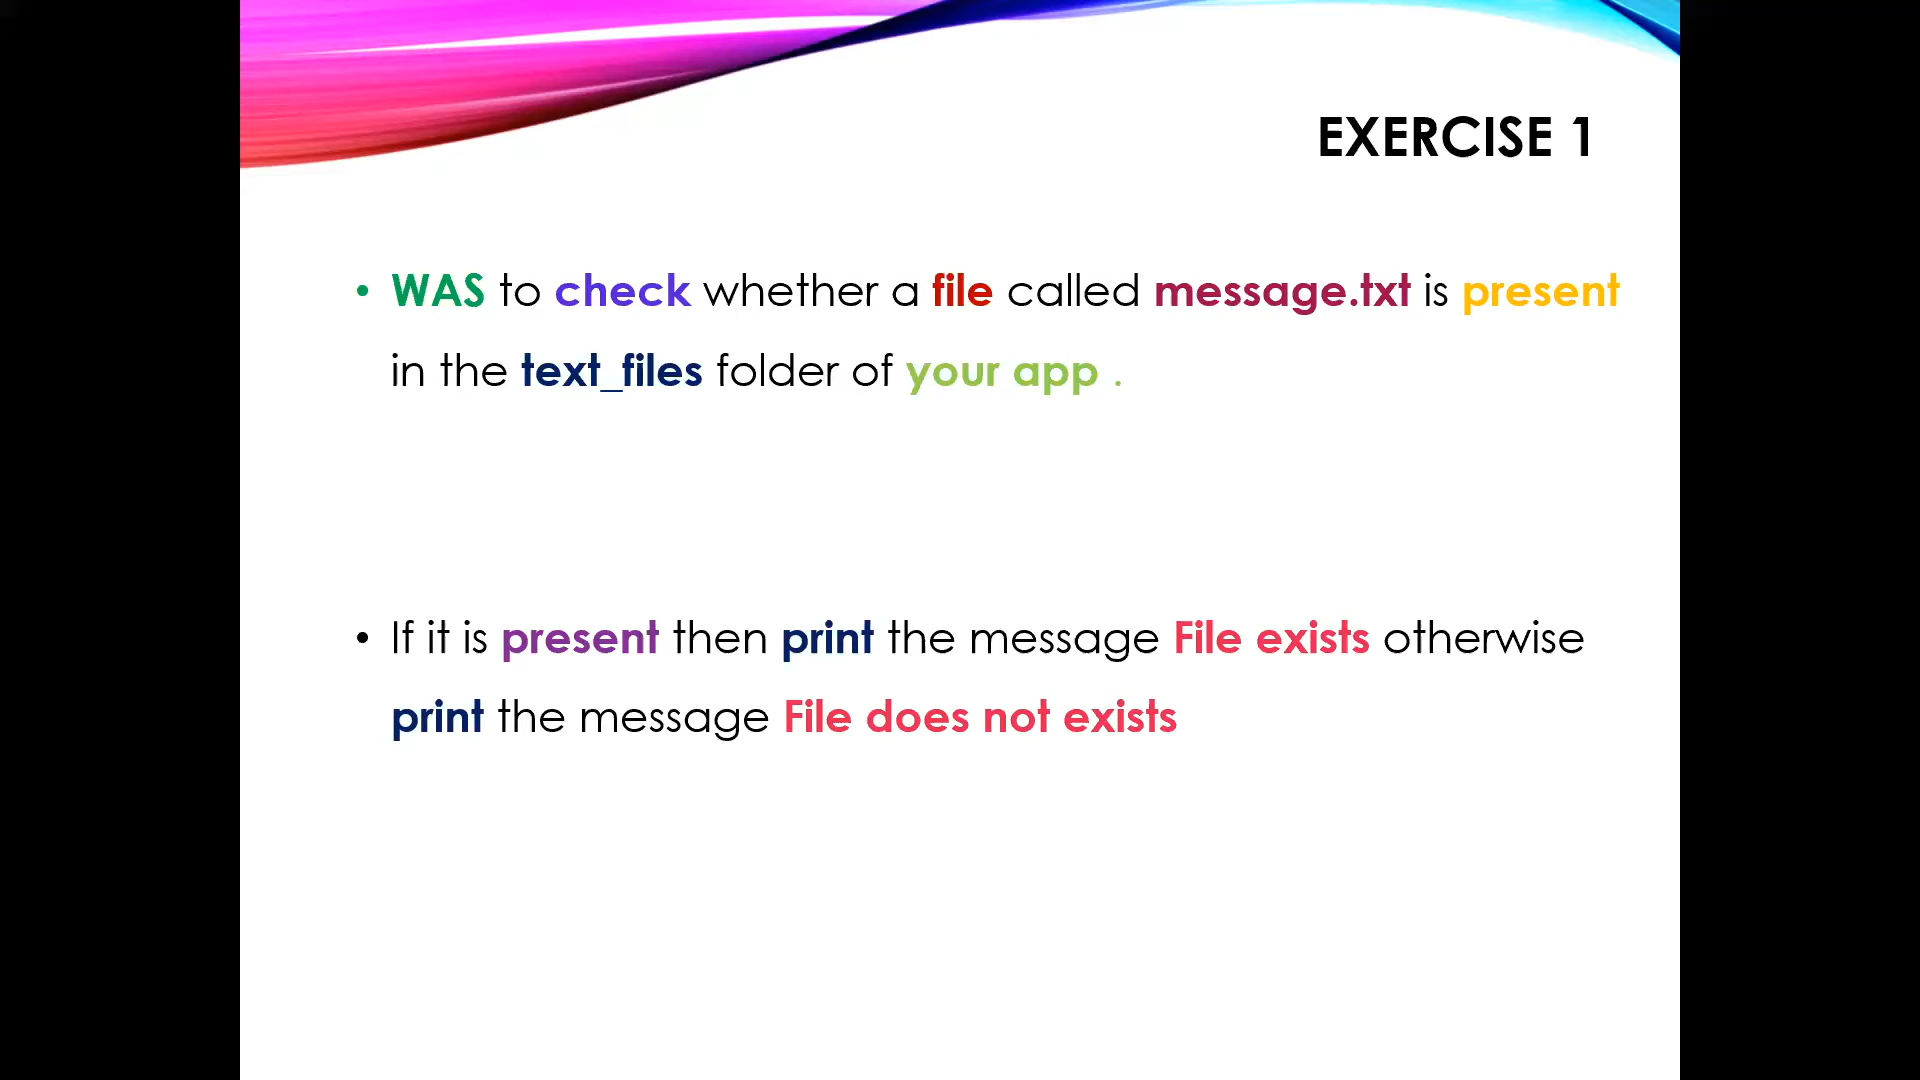 EXERCISE 1
• WAS to check whether a file called message.txt is present
in the text_files folder of your app .
• If it is present then print the message File exists otherwise
print the message File does not exists